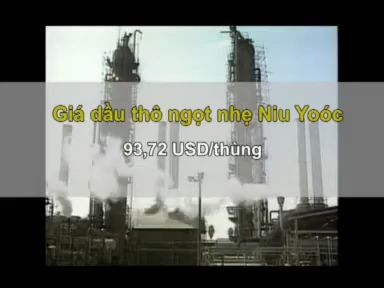 Giá dầu thô ngọt nhẹ Niu Yoóc
93,72 USD/thùng